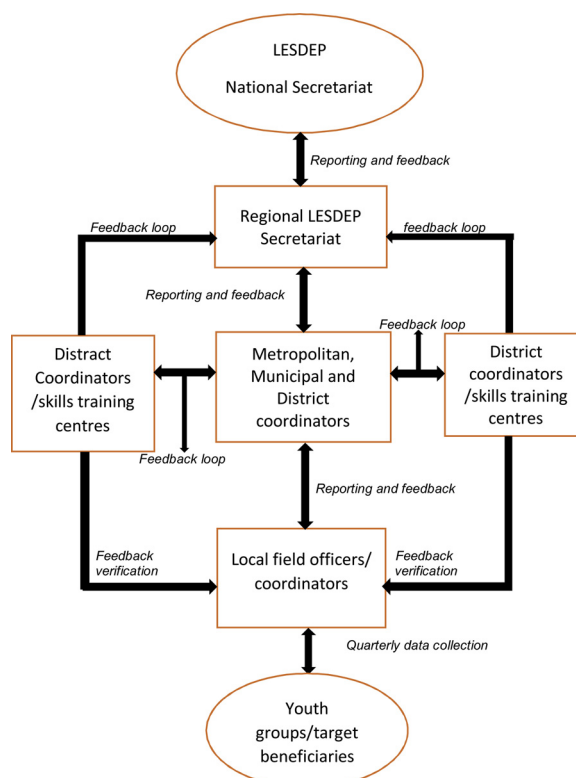 LESDEP
National Secretariat
Reporting and feedback
Feedback loop
Regional LESDEP
Secretariat
feedback loop
Reporting and feedback
Feedback loop
Distract
Coordinators
/skills training
centres
Metropolitan,
Municipal and
District
coordinators
District
coordinators
/skills training
centres
Feedback loop
Reporting and feedback
Feedback
verification
Local field officers/
coordinators
Feedback
verification
Quarterly data collection
Youth
groups/target
beneficiaries